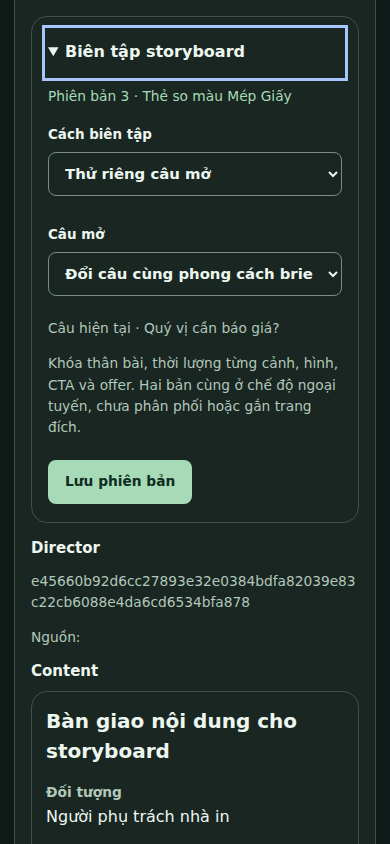 ▼ Biên tập storyboard
Phiên bản 3 · Thẻ so màu Mép Giấy
Cách biên tập
Thử riêng câu mở
Câu mở
Đổi câu cùng phong cách brie
Câu hiện tại · Quý vị cần báo giá?
Khóa thân bài, thời lượng từng cảnh, hình,
CTA và offer. Hai bản cùng ở chế độ ngoại
tuyến, chưa phân phối hoặc gắn trang
đích.
Lưu phiên bản
Director
e45660b92d6cc27893e32e0384bdfa82039e83
c22cb6088e4da6cd6534bfa878
Nguồn:
Content
Bàn giao nội dung cho
storyboard
Đối tượng
Người phụ trách nhà in